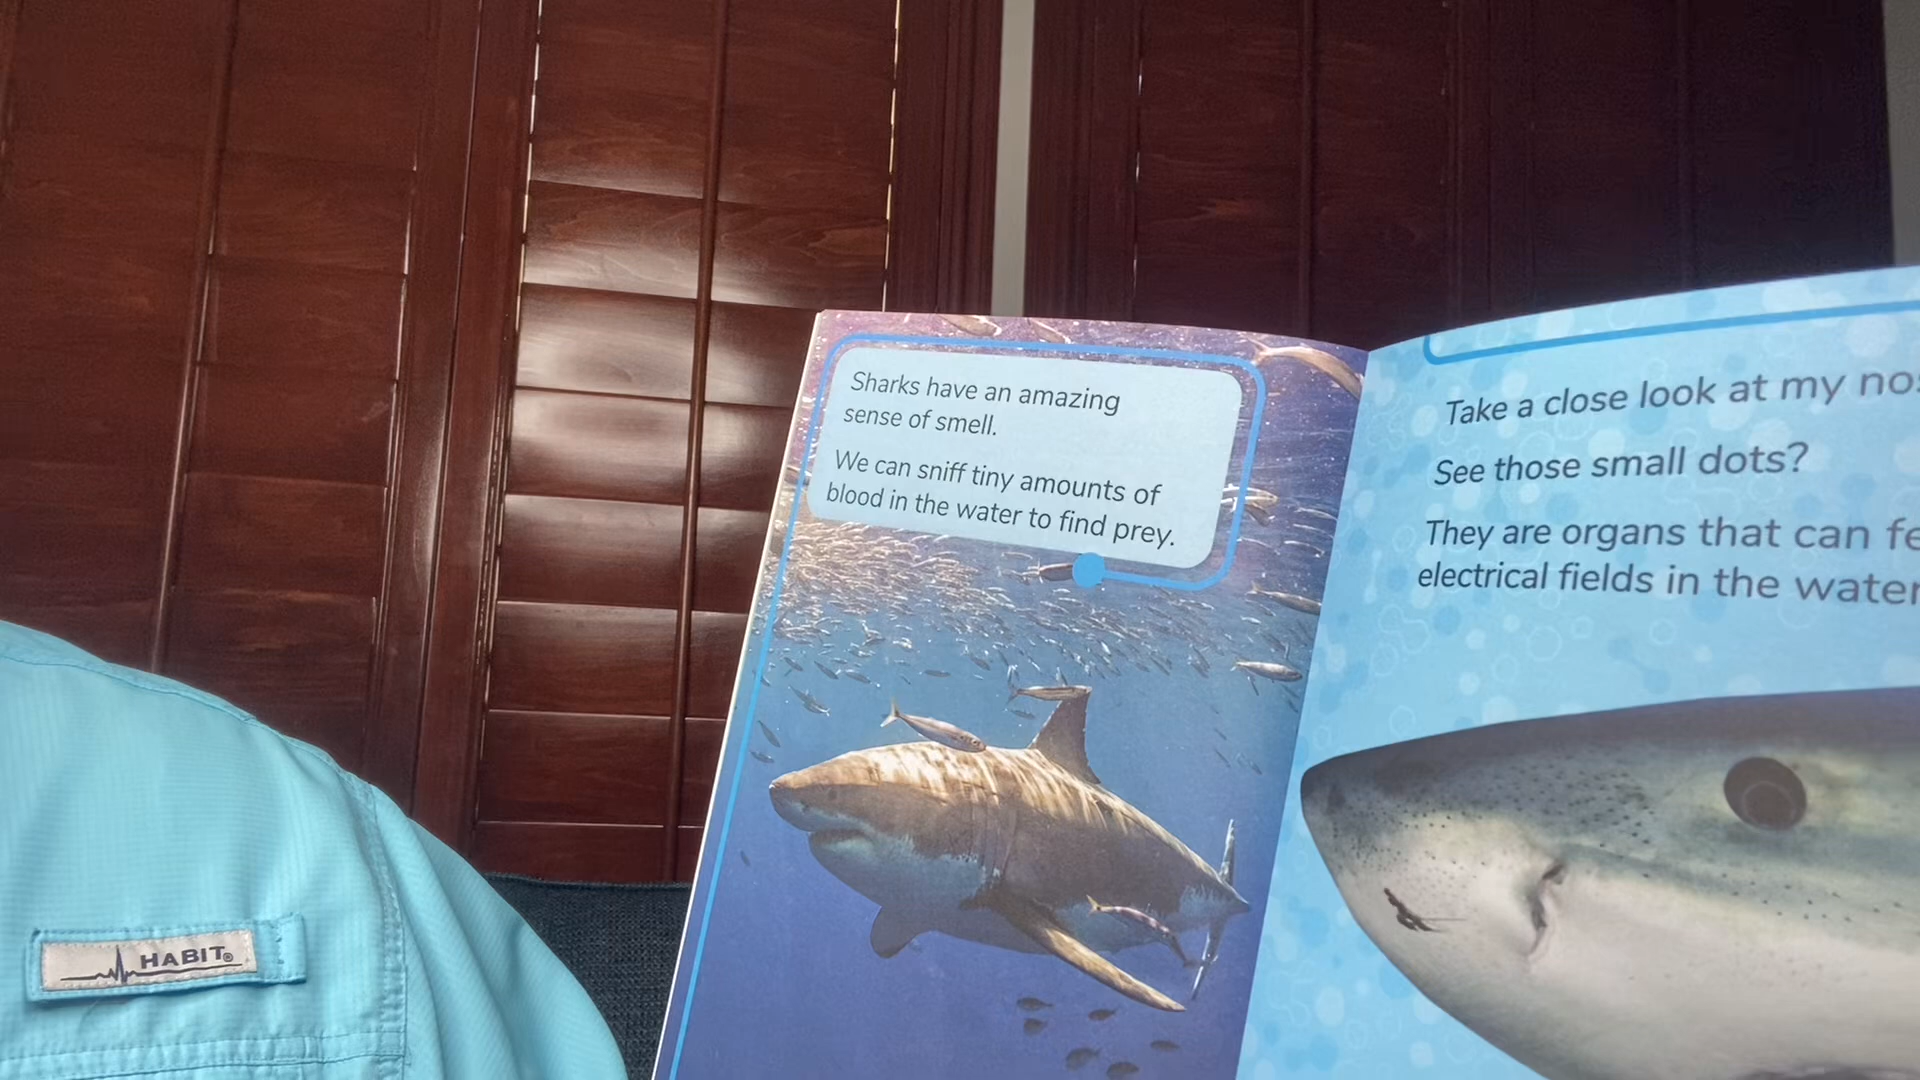 Sharks have an amazing
sense of smell.
We can sniff tiny amounts of
blood in the water to find prey.
Take a close look at my
See those small dots?
They are organs that can
electrical fields in the water
HABIT®